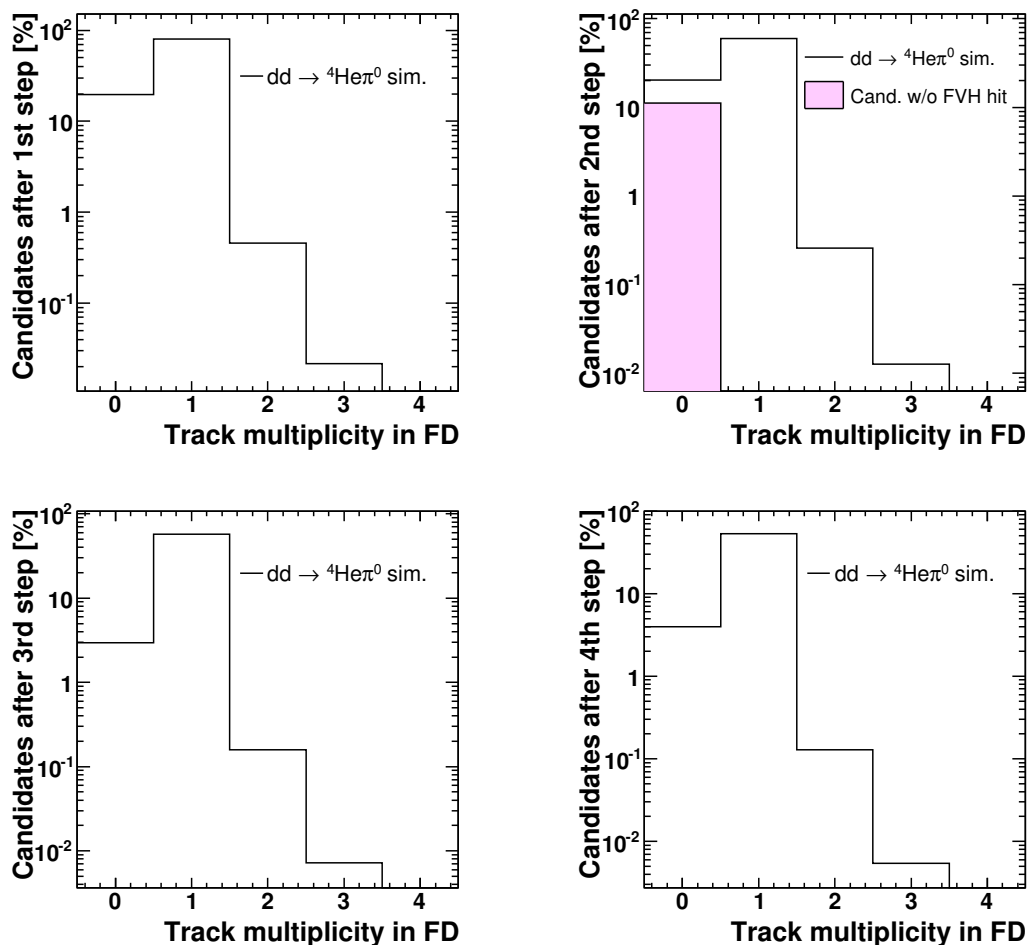 Candidates after 1st step [%]
10²
10
1
10⁻¹
dd → ⁴Heπ⁰ sim.
0 1 2 3 4
Track multiplicity in FD
Candidates after 2nd step [%]
10²
10
1
10⁻¹
10⁻²
dd → ⁴Heπ⁰ sim.
Cand. w/o FVH hit
0 1 2 3 4
Track multiplicity in FD
Candidates after 3rd step [%]
10²
10
1
10⁻¹
10⁻²
dd → ⁴Heπ⁰ sim.
0 1 2 3 4
Track multiplicity in FD
Candidates after 4th step [%]
10²
10
1
10⁻¹
10⁻²
dd → ⁴Heπ⁰ sim.
0 1 2 3 4
Track multiplicity in FD